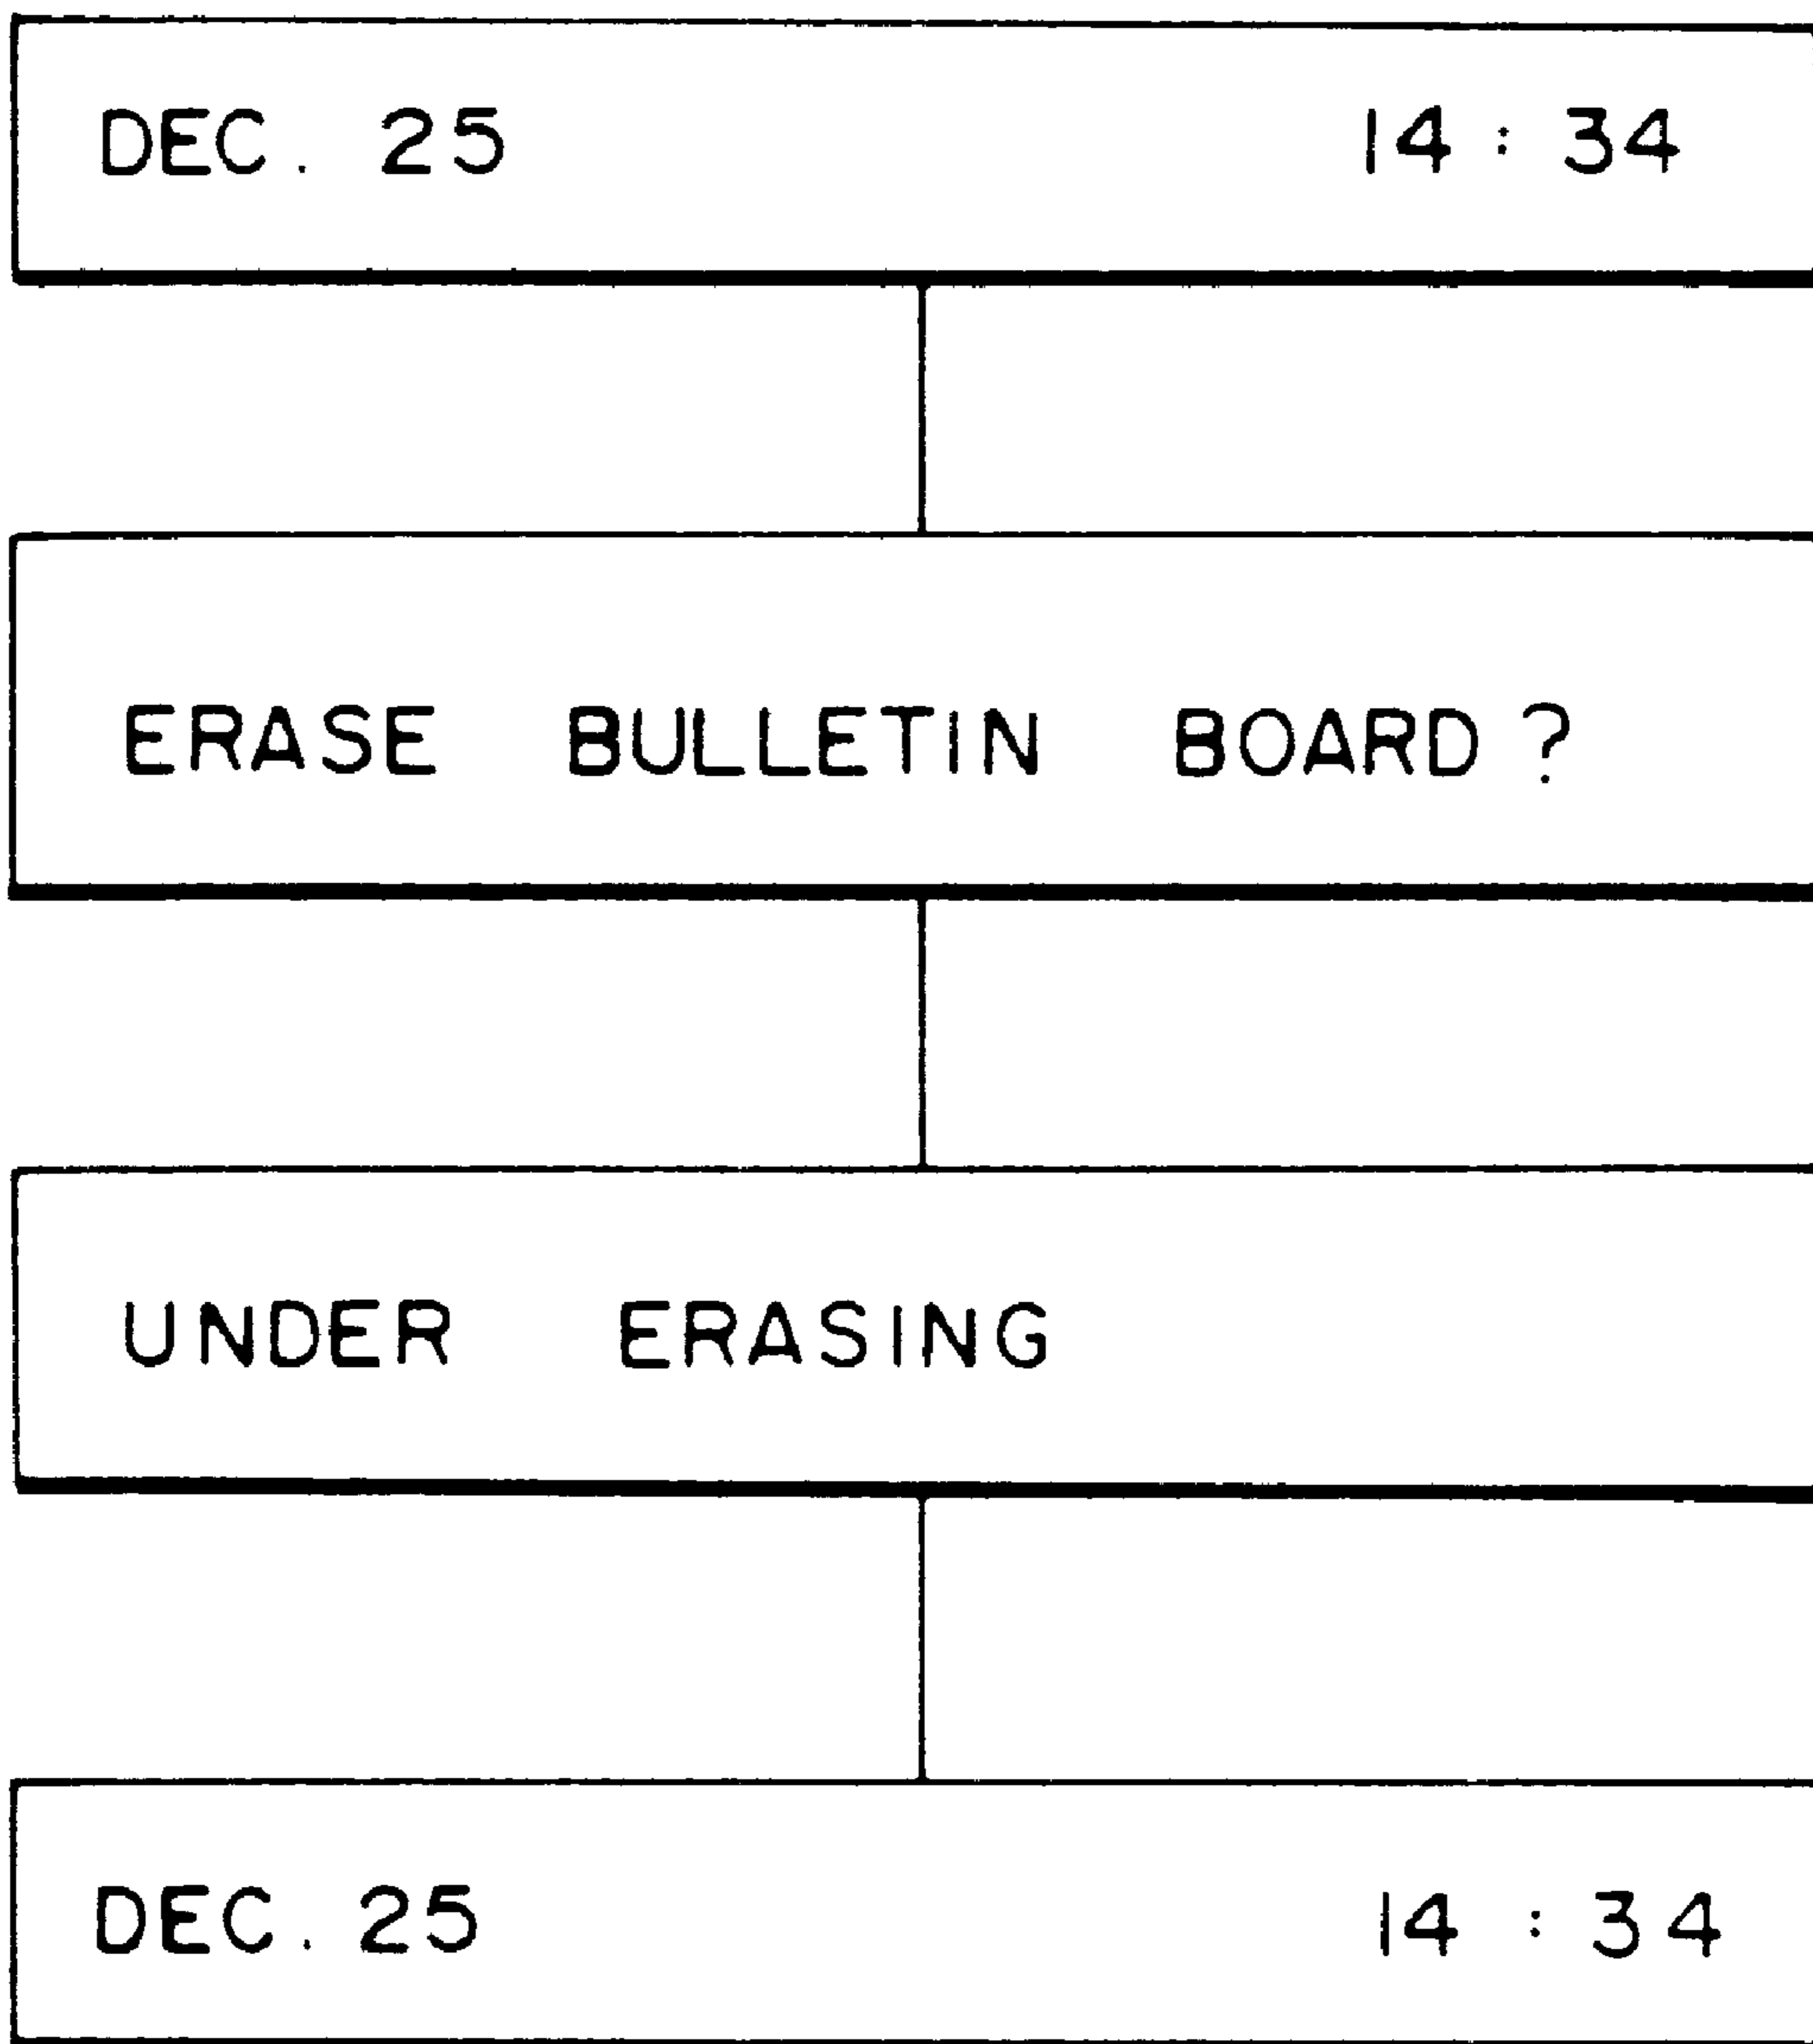 DEC. 25 14:34
ERASE BULLETIN BOARD?
UNDER ERASING
DEC. 25 14:34